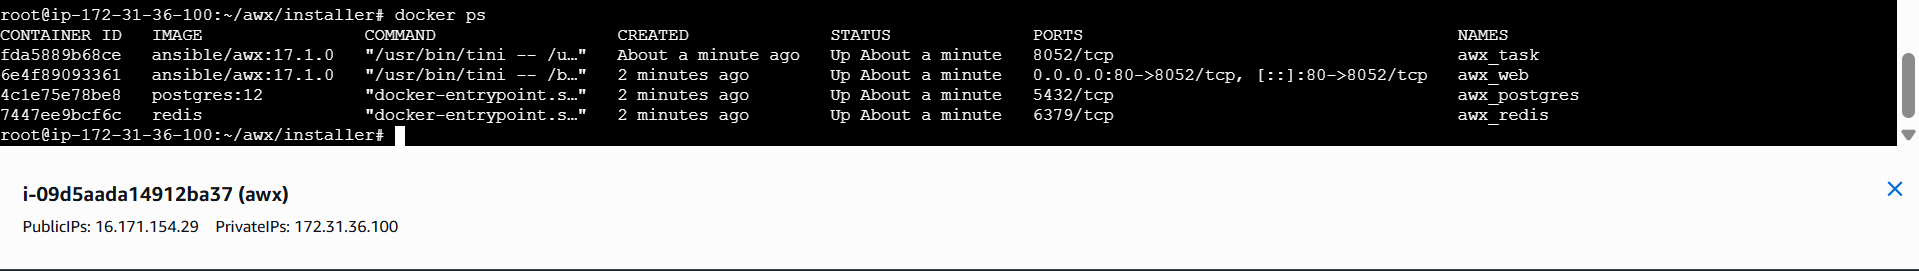 root@ip-172-31-36-100:~/awx/installer# docker ps
CONTAINER ID   IMAGE                COMMAND                  CREATED              STATUS              PORTS                                     NAMES
fda5889b68ce   ansible/awx:17.1.0   "/usr/bin/tini -- /u…"   About a minute ago   Up About a minute   8052/tcp                                  awx_task
6e4f89093361   ansible/awx:17.1.0   "/usr/bin/tini -- /b…"   2 minutes ago        Up About a minute   0.0.0.0:80->8052/tcp, [::]:80->8052/tcp   awx_web
4c1e75e78be8   postgres:12          "docker-entrypoint.s…"   2 minutes ago        Up About a minute   5432/tcp                                  awx_postgres
7447ee9bcf6c   redis                "docker-entrypoint.s…"   2 minutes ago        Up About a minute   6379/tcp                                  awx_redis
root@ip-172-31-36-100:~/awx/installer#
i-09d5aada14912ba37 (awx)
PublicIPs: 16.171.154.29    PrivateIPs: 172.31.36.100